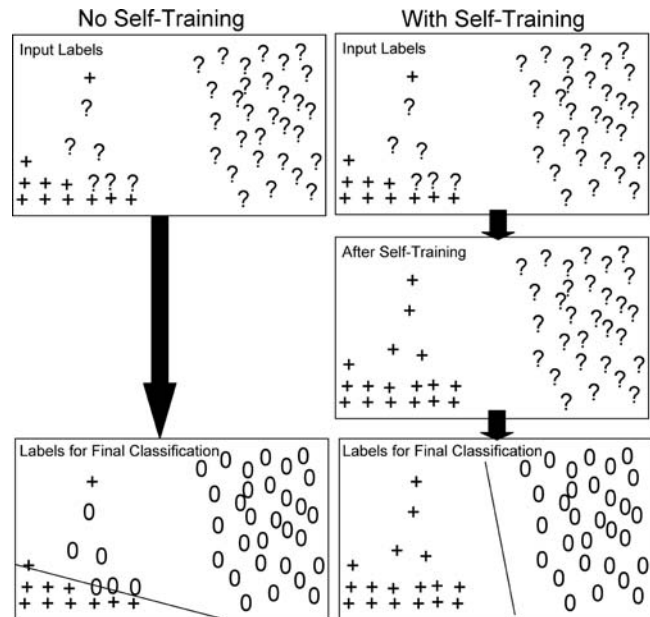 No Self-Training
With Self-Training
Input Labels
Input Labels
After Self-Training
Labels for Final Classification
Labels for Final Classification